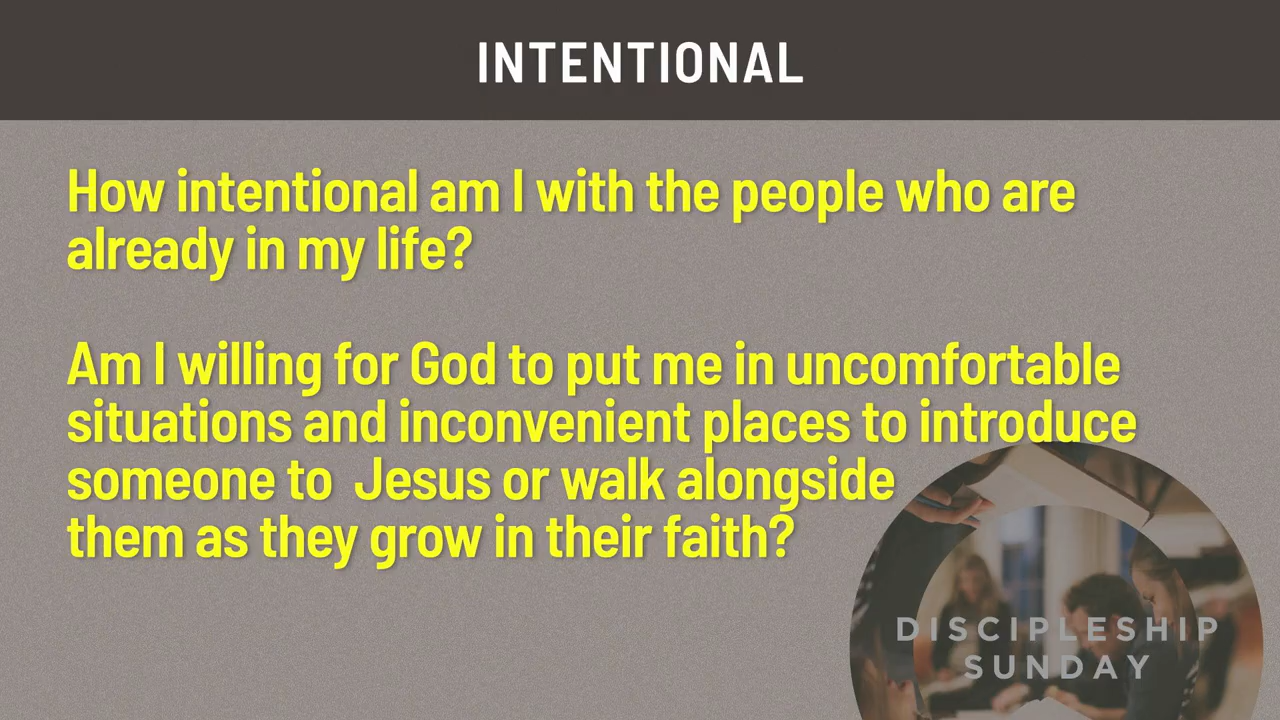 INTENTIONAL
How intentional am I with the people who are
already in my life?
Am I willing for God to put me in uncomfortable
situations and inconvenient places to introduce
someone to  Jesus or walk alongside
them as they grow in their faith?
DISCIPLESHIP
SUNDAY